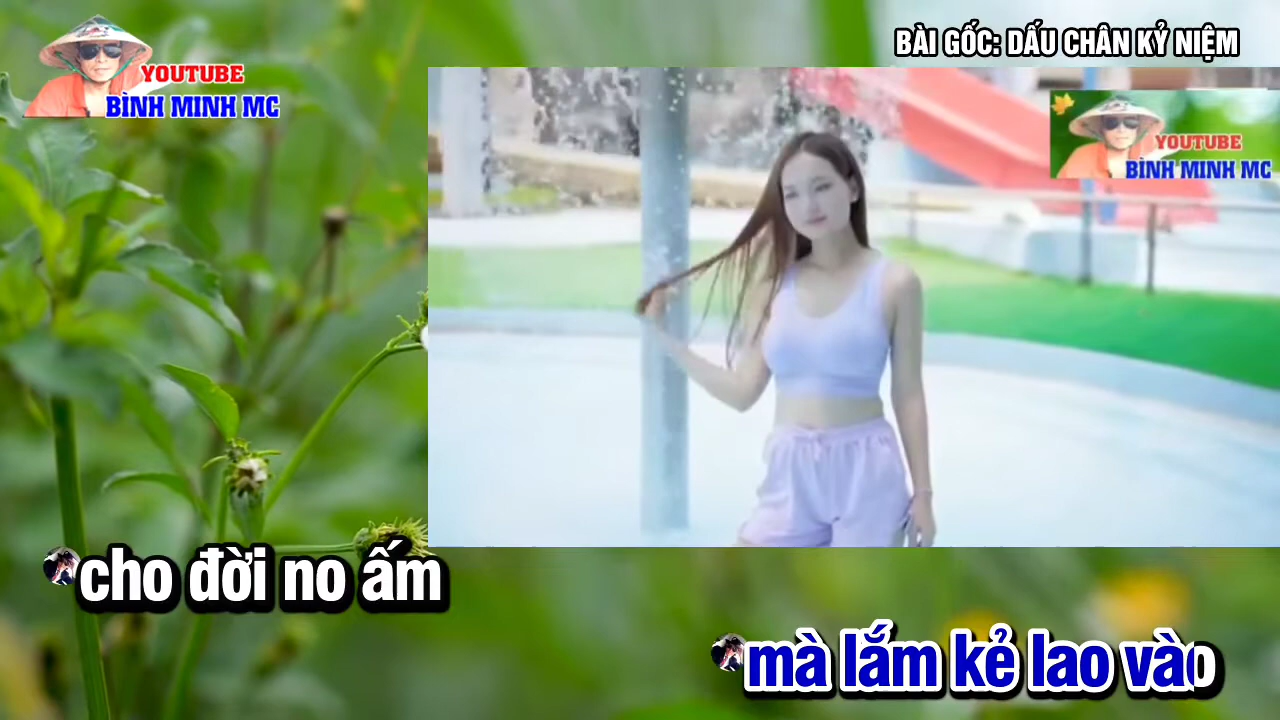 BÀI GỐC: DẤU CHÂN KỶ NIỆM
YOUTUBE
BÌNH MINH MC
YOUTUBE
BÌNH MINH MC
cho đời no ấm
mà lắm kẻ lao vào